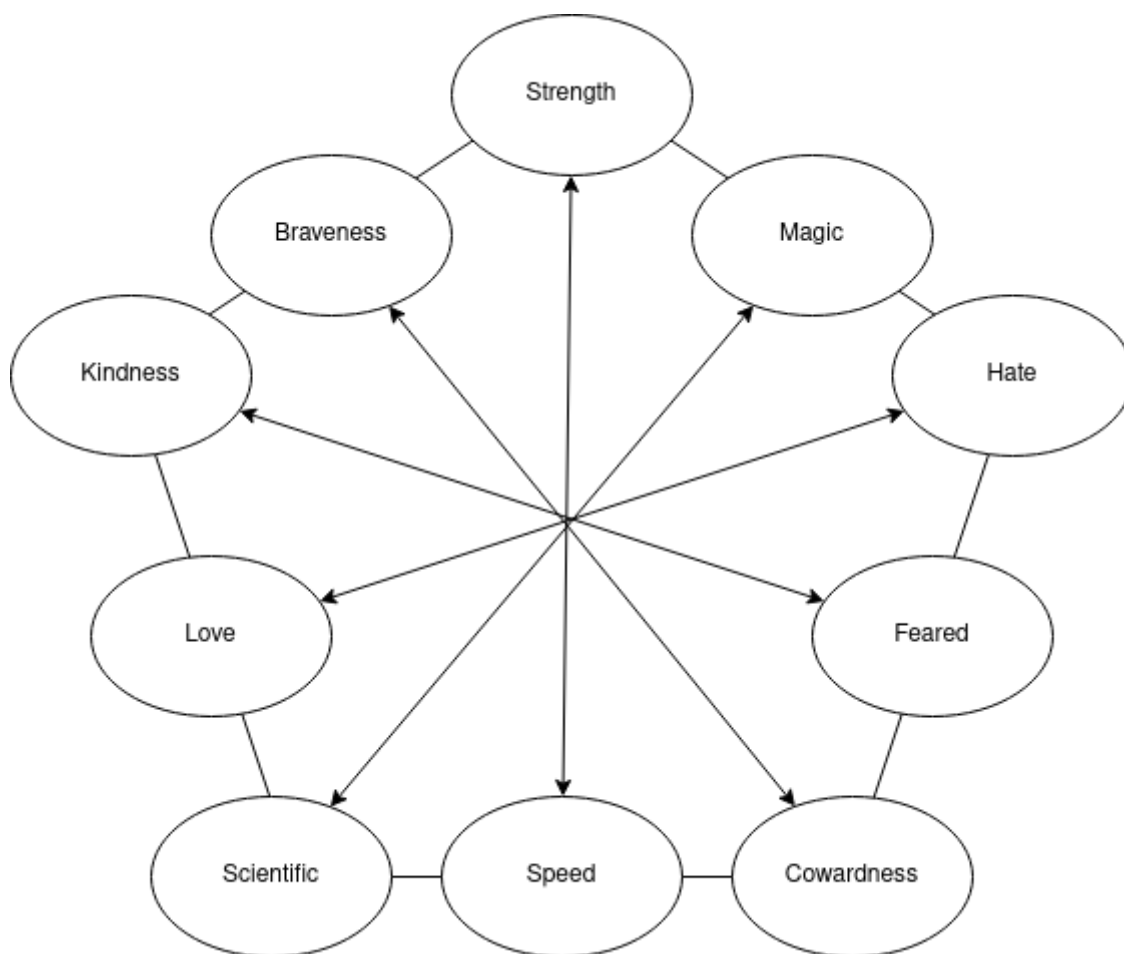 Strength
Braveness
Magic
Kindness
Hate
Love
Feared
Scientific
Speed
Cowardness